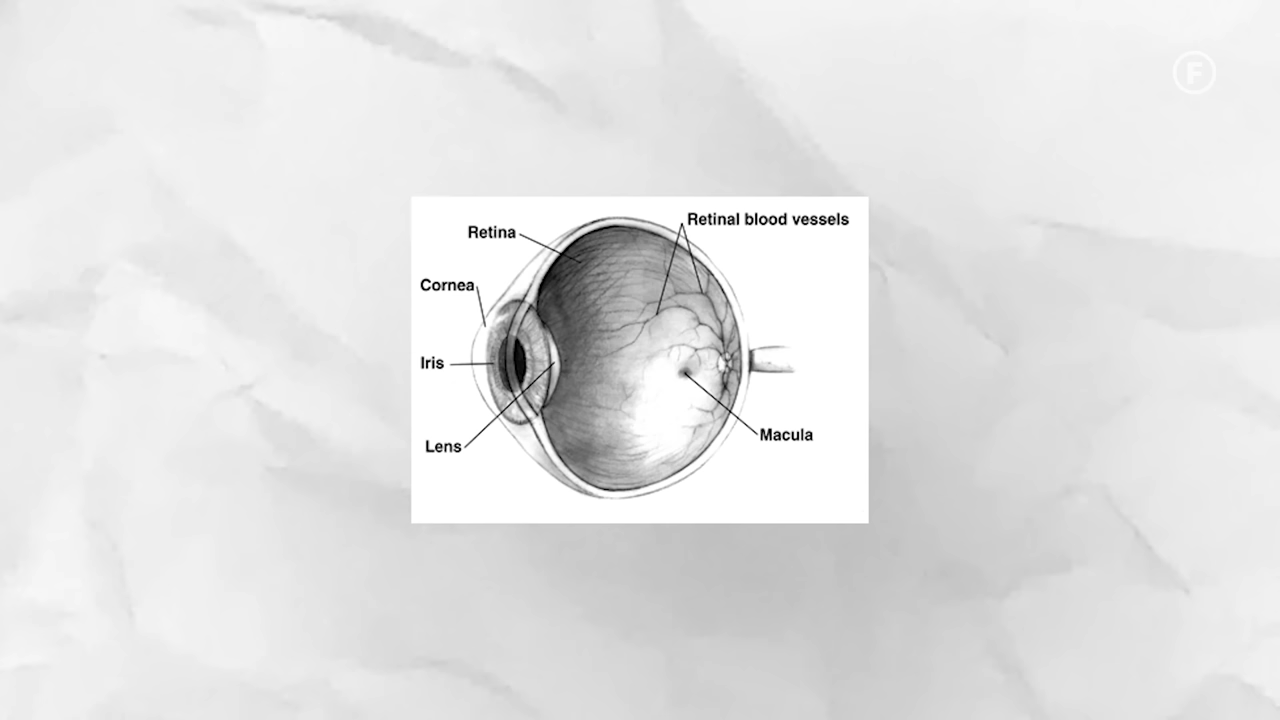 F
Retinal blood vessels
Retina
Cornea
Iris
Lens
Macula